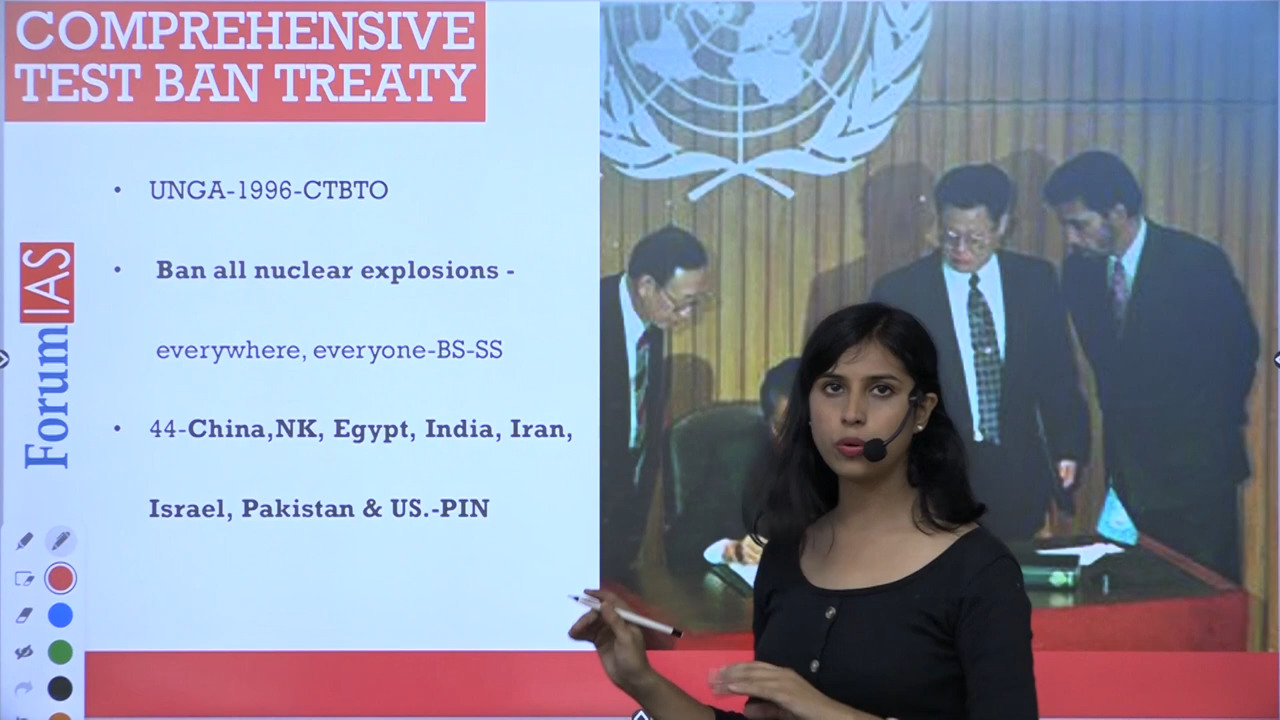 COMPREHENSIVE
TEST BAN TREATY
• UNGA-1996-CTBTO
• Ban all nuclear explosions -
everywhere, everyone-BS-SS
• 44-China,NK, Egypt, India, Iran,
Israel, Pakistan & US.-PIN
Forum IAS